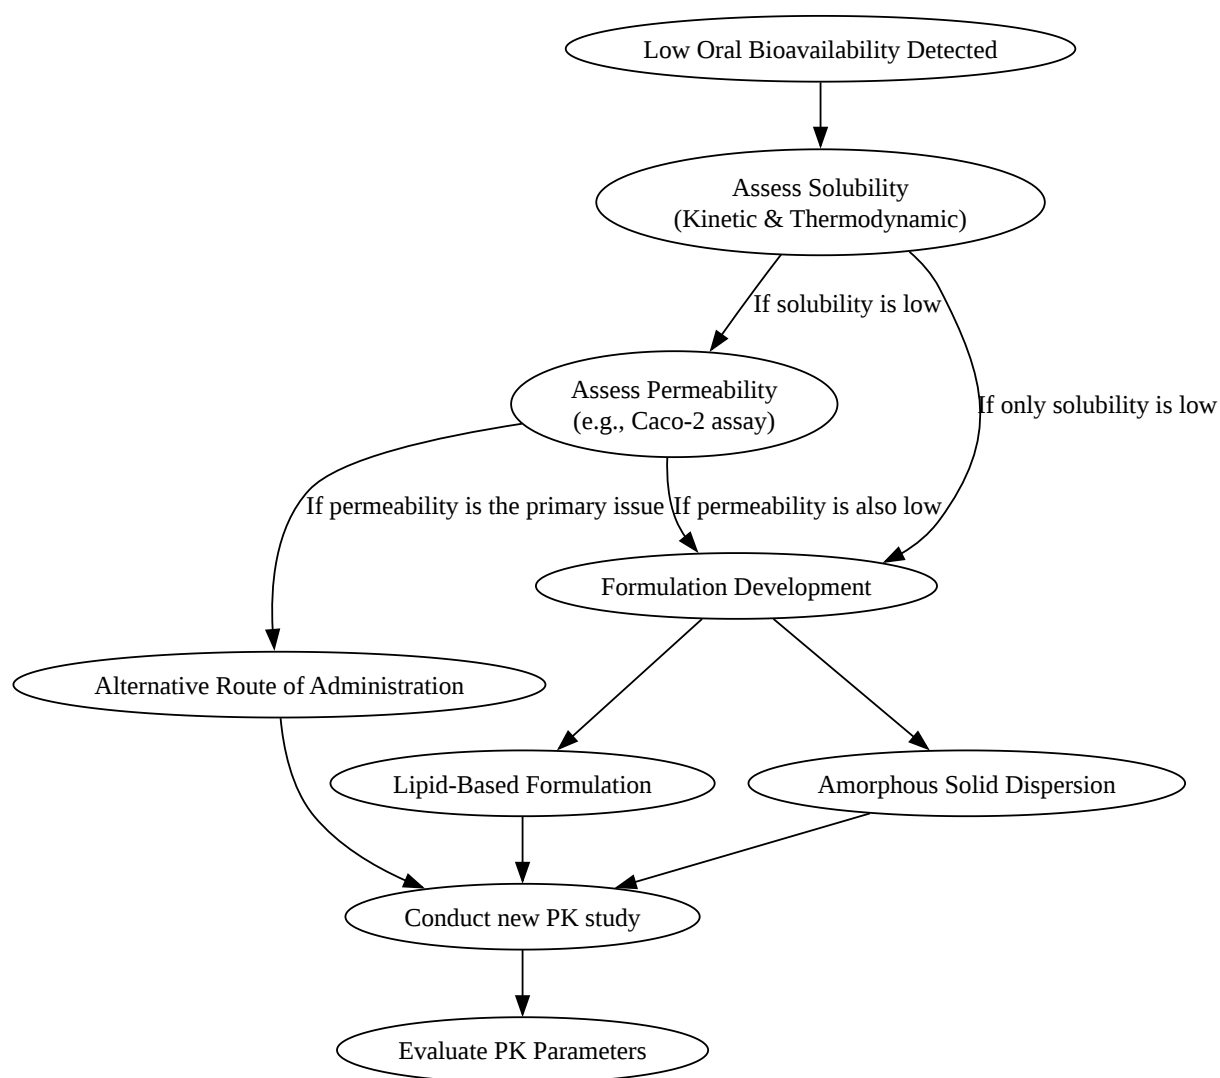 Low Oral Bioavailability Detected
Assess Solubility
(Kinetic & Thermodynamic)
If solubility is low
Assess Permeability
(e.g., Caco-2 assay)
If only solubility is low
If permeability is the primary issue
If permeability is also low
Formulation Development
Alternative Route of Administration
Lipid-Based Formulation
Amorphous Solid Dispersion
Conduct new PK study
Evaluate PK Parameters